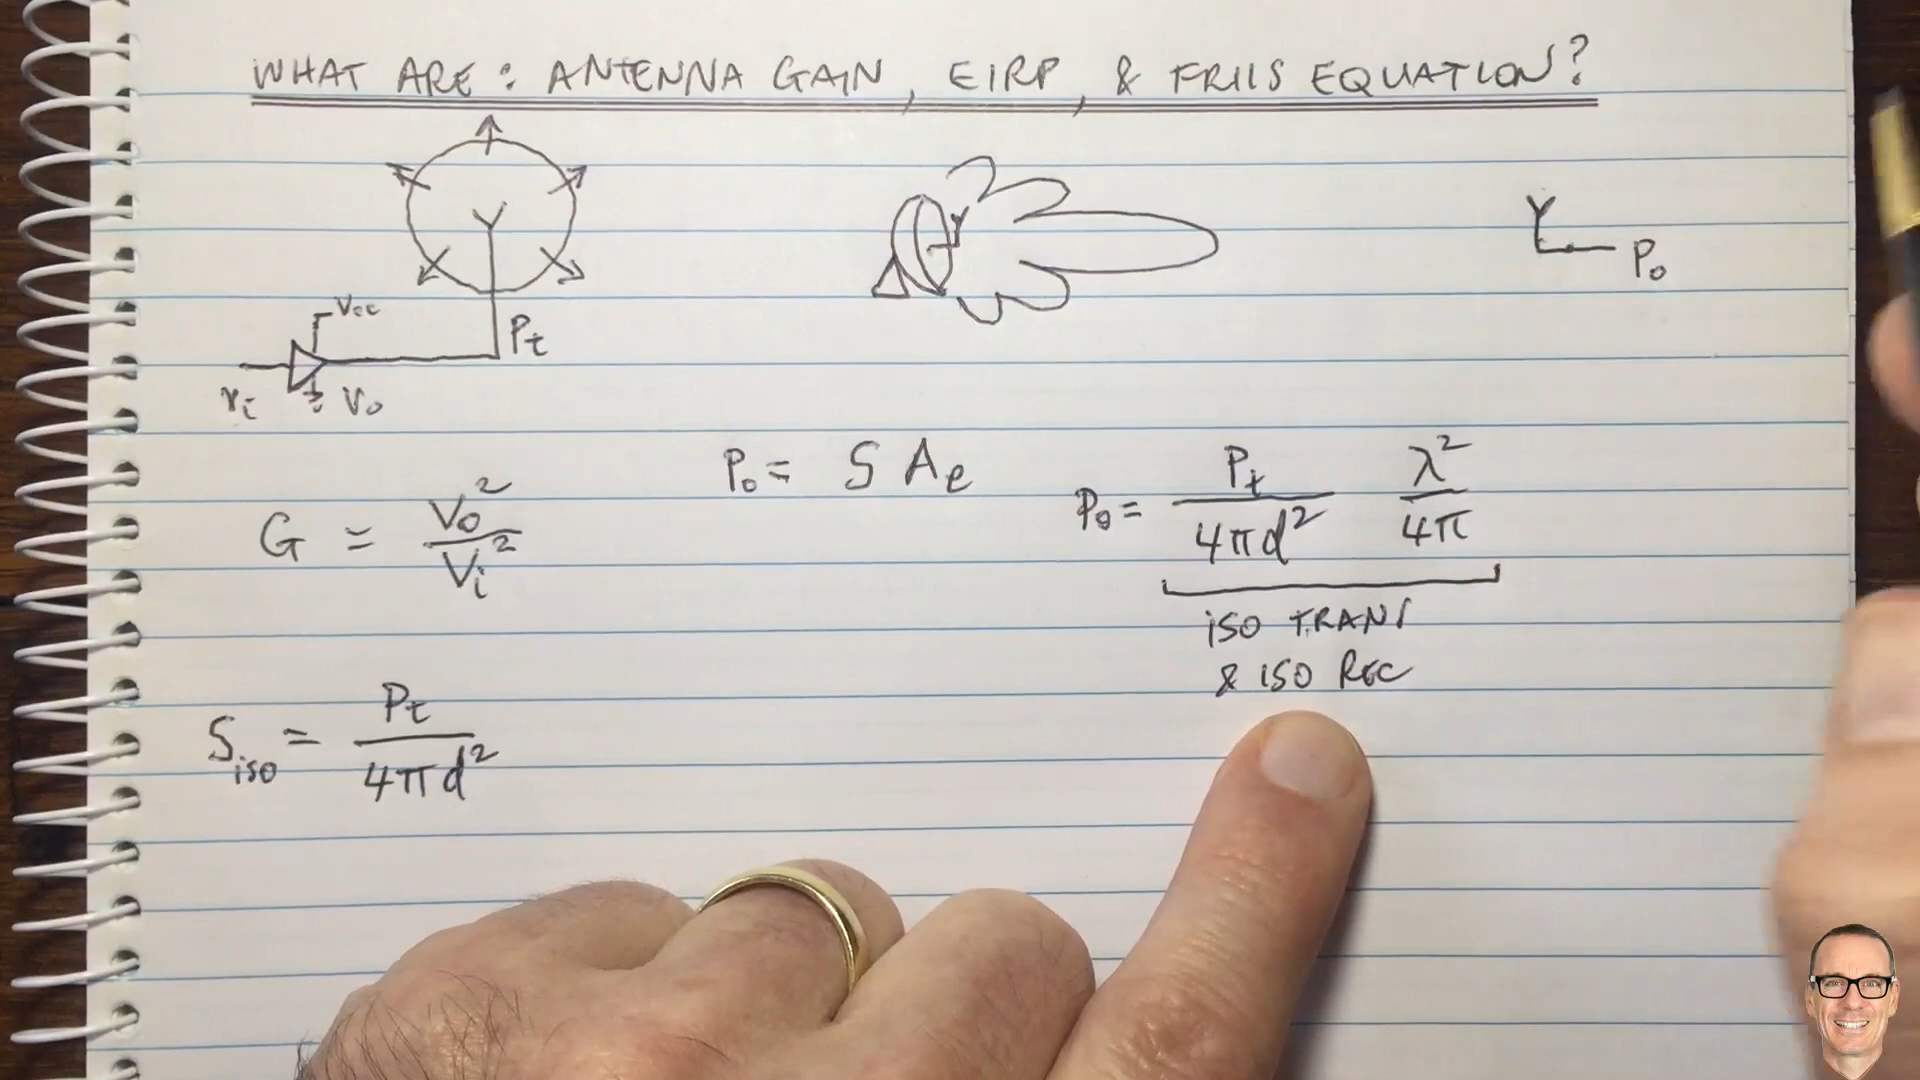 WHAT ARE: ANTENNA GAIN, EIRP, & FRIIS EQUATION?
Po
Vcc
Pt
Vi
Vo
Po = S Ae
Po = Pt/4πd² λ²/4π
G = Vo²/Vi²
ISO TRANS
& ISO REC
Siso = Pt/4πd²